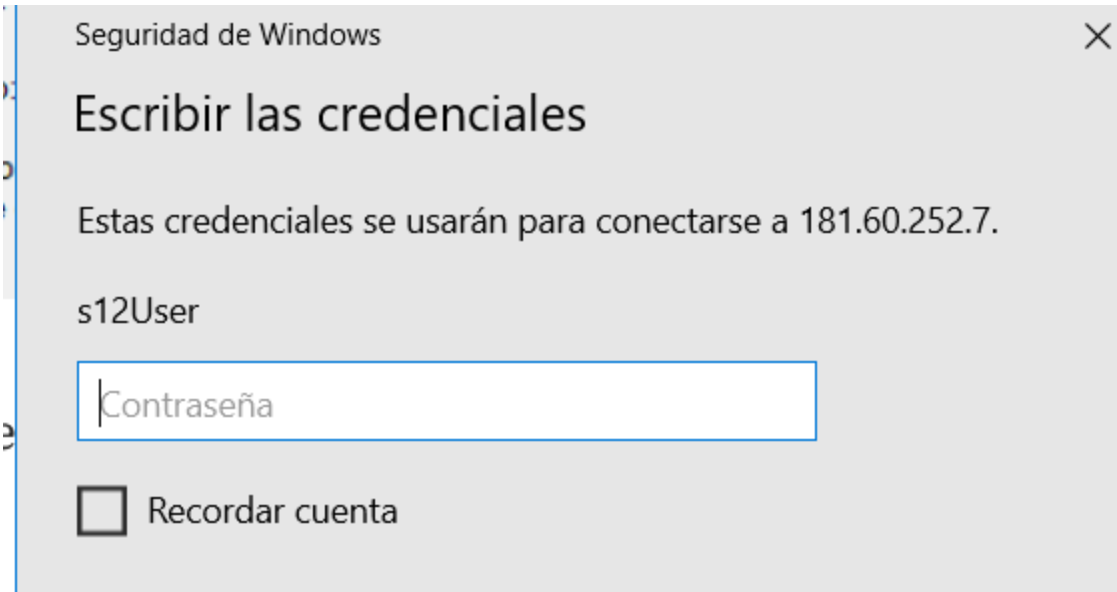 Seguridad de Windows
Escribir las credenciales
Estas credenciales se usarán para conectarse a 181.60.252.7.
s12User
Contraseña
Recordar cuenta